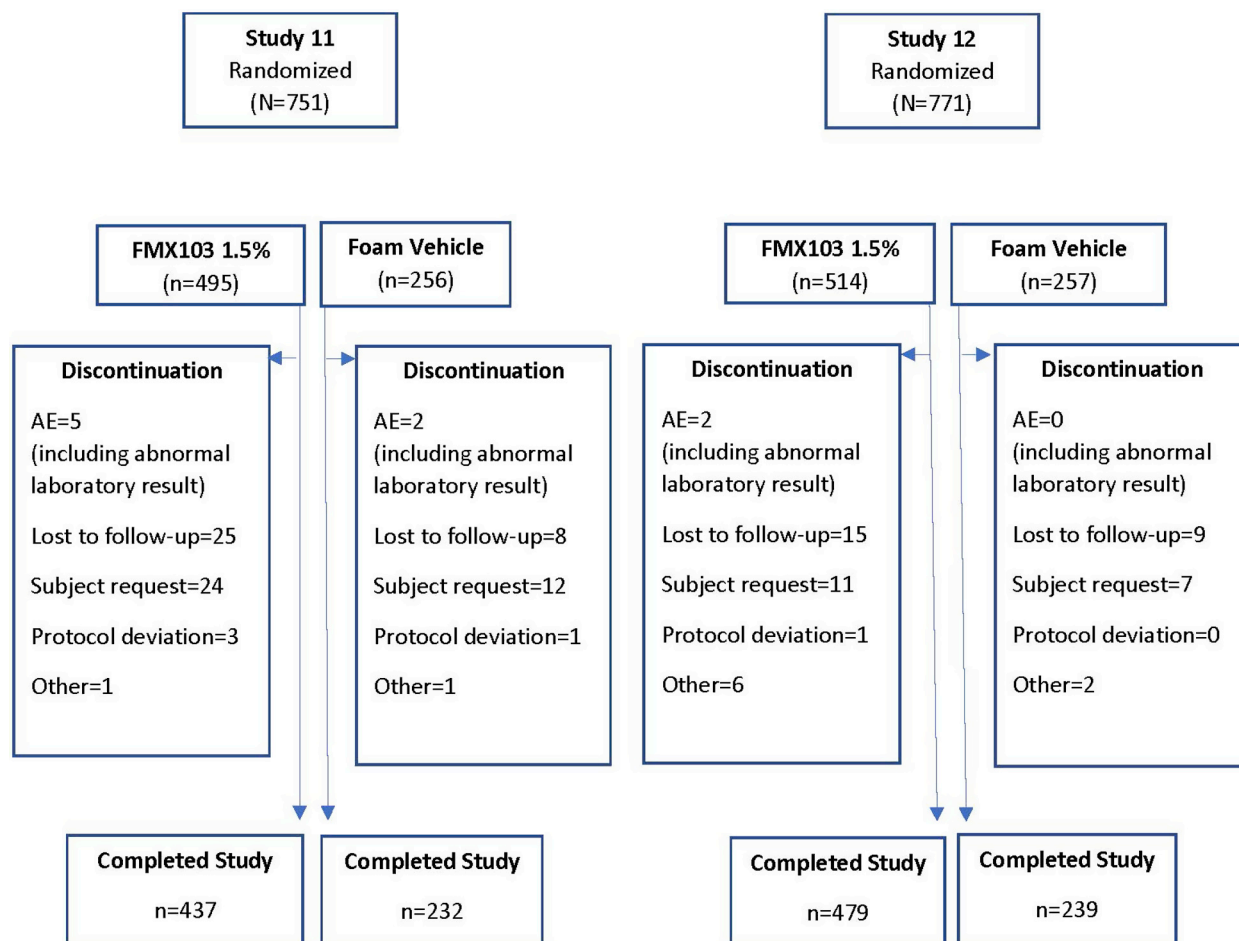 Study 11
Randomized
(N=751)
Study 12
Randomized
(N=771)
FMX103 1.5%
(n=495)
Foam Vehicle
(n=256)
FMX103 1.5%
(n=514)
Foam Vehicle
(n=257)
Discontinuation
AE=5
(including abnormal
laboratory result)
Lost to follow-up=25
Subject request=24
Protocol deviation=3
Other=1
Discontinuation
AE=2
(including abnormal
laboratory result)
Lost to follow-up=8
Subject request=12
Protocol deviation=1
Other=1
Discontinuation
AE=2
(including abnormal
laboratory result)
Lost to follow-up=15
Subject request=11
Protocol deviation=1
Other=6
Discontinuation
AE=0
(including abnormal
laboratory result)
Lost to follow-up=9
Subject request=7
Protocol deviation=0
Other=2
Completed Study
n=437
Completed Study
n=232
Completed Study
n=479
Completed Study
n=239